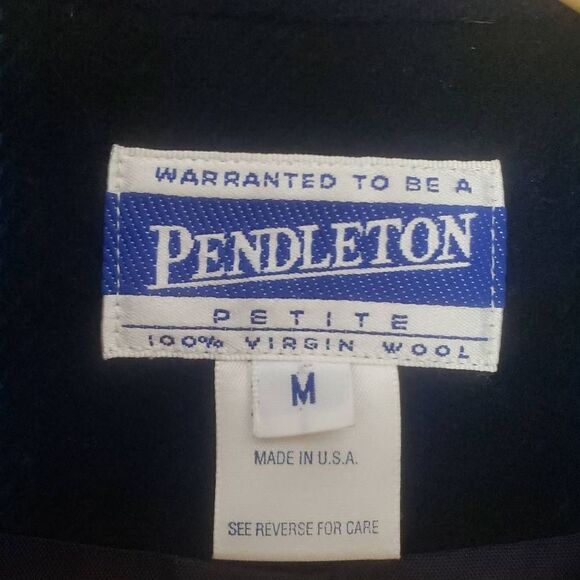 WARRANTED TO BE A
PENDLETON
PETITE
100% VIRGIN WOOL
M
MADE IN U.S.A.
SEE REVERSE FOR CARE